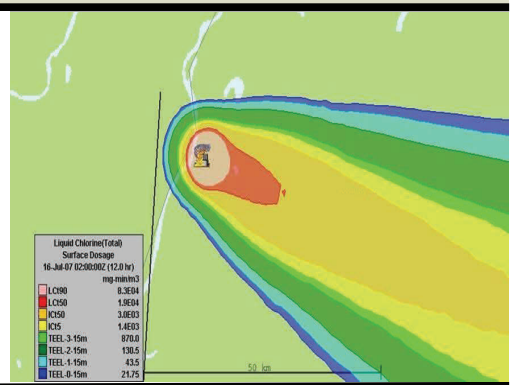 Liquid Chlorine(Total)
Surface Dosage
16-Jul-07 02:00:00Z (12.0 hr)
mg-min/m3
LCt90 8.3E04
LCt50 1.9E04
ICt50 3.0E03
ICt5 1.4E03
TEEL-3-15m 870.0
TEEL-2-15m 130.5
TEEL-1-15m 43.5
TEEL-0-15m 21.75
50 km